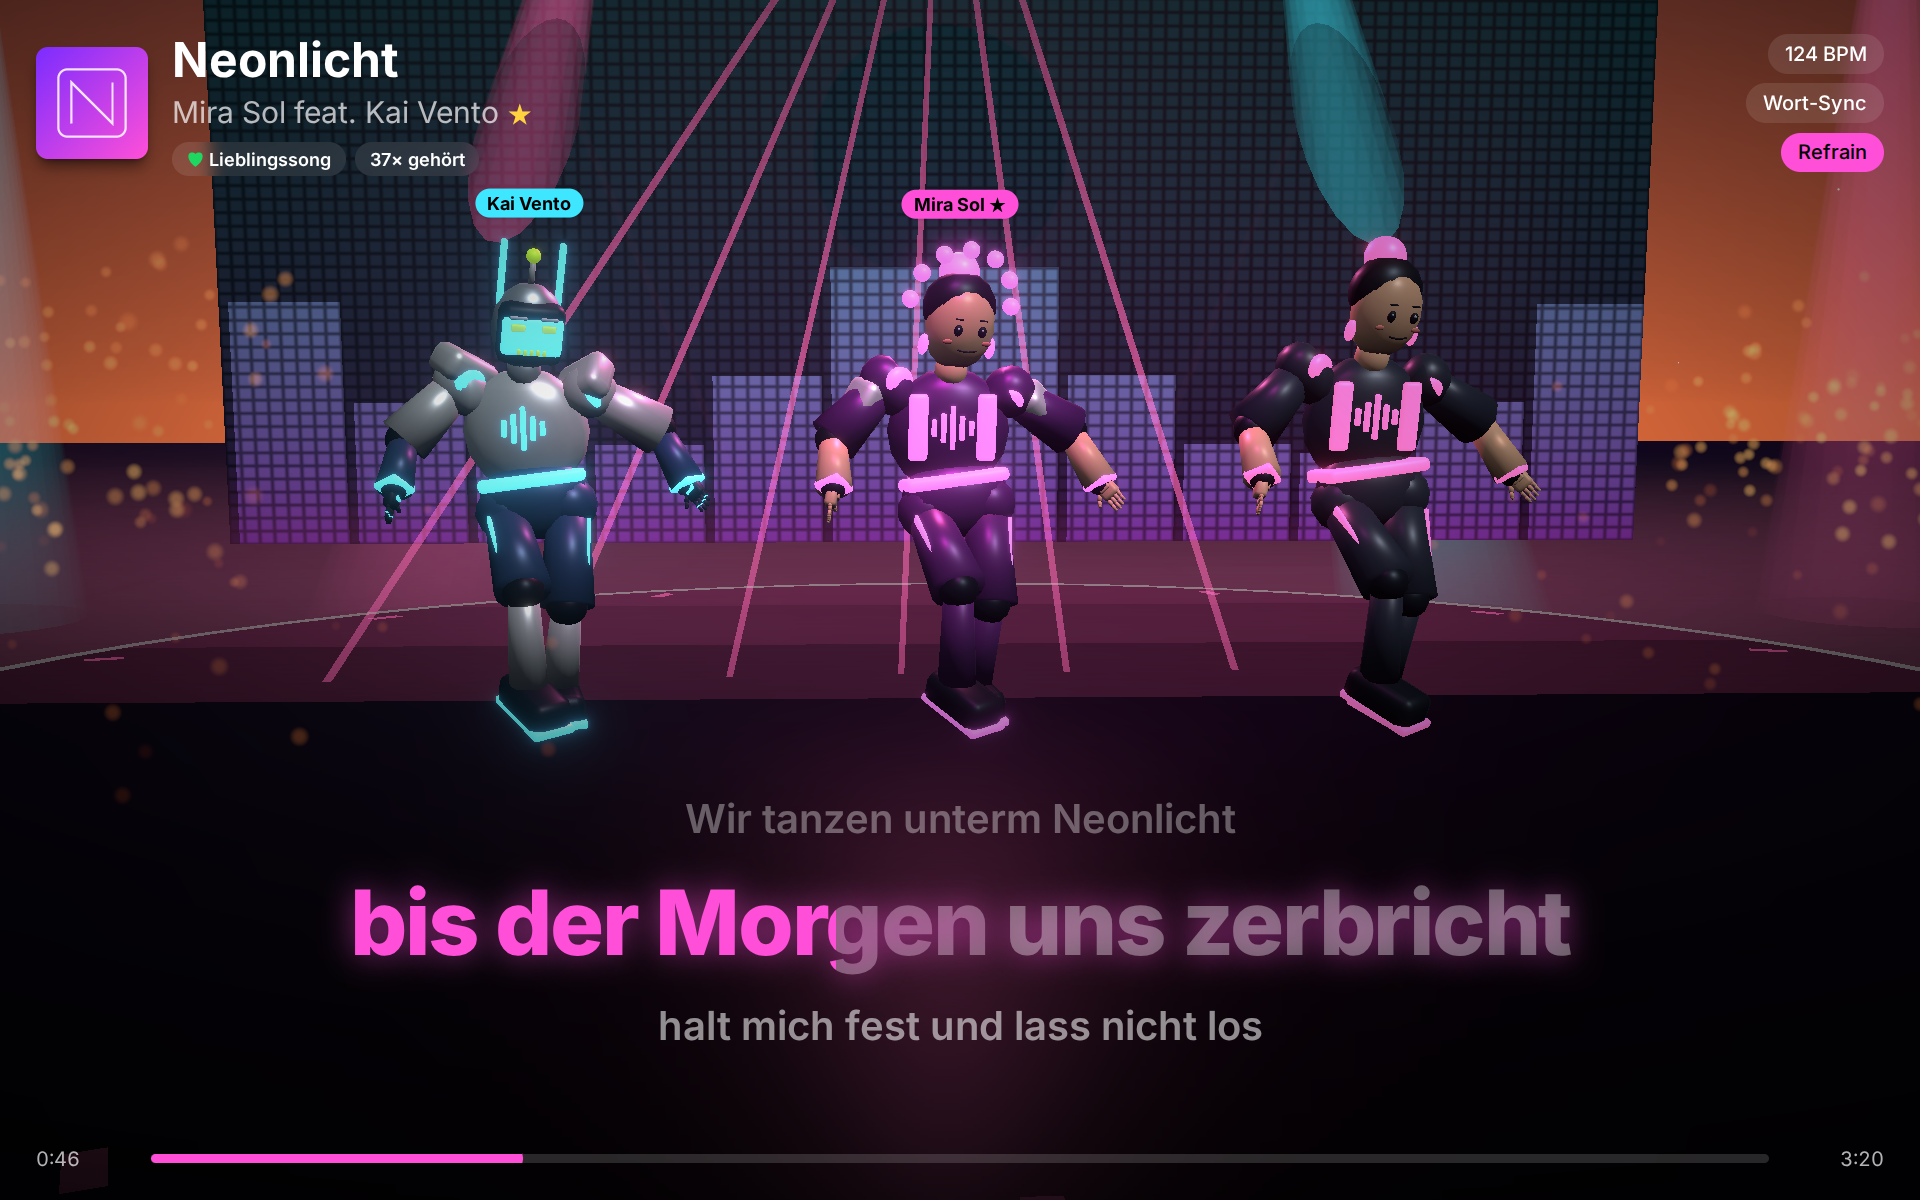 N
Neonlicht
Mira Sol feat. Kai Vento ★
Lieblingssong
37× gehört
124 BPM
Wort-Sync
Refrain
Kai Vento
Mira Sol ★
Wir tanzen unterm Neonlicht
bis der Morgen uns zerbricht
halt mich fest und lass nicht los
0:46
3:20